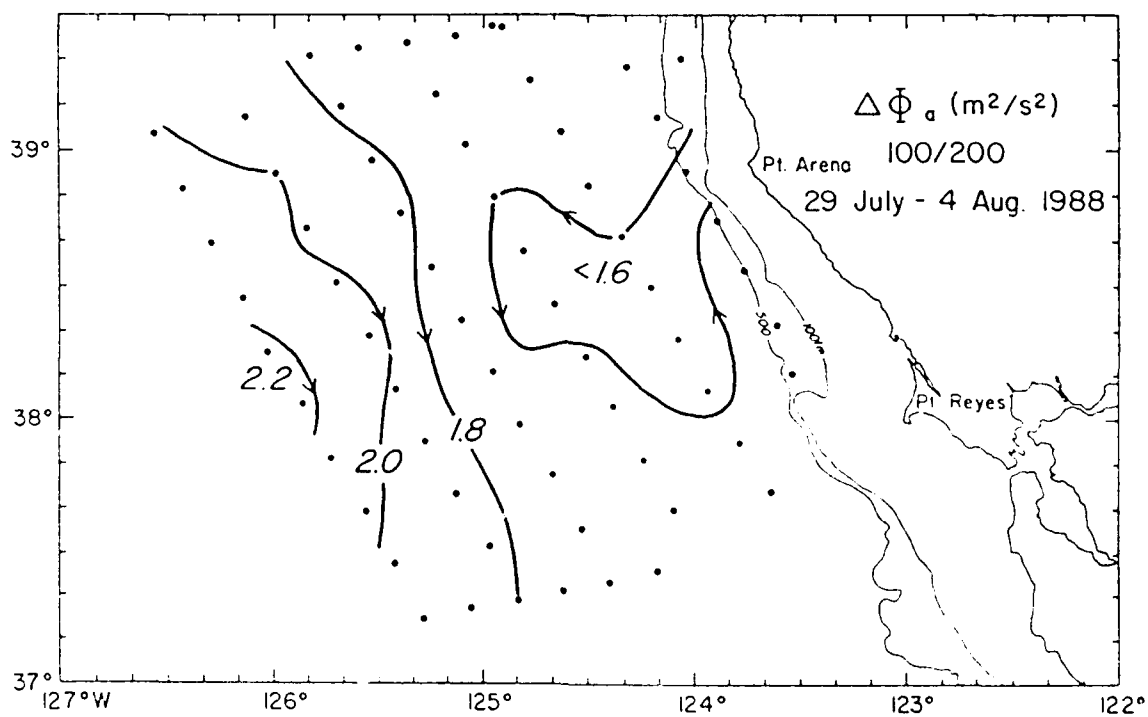 ΔΦa (m²/s²)
100/200
29 July - 4 Aug. 1988
39°
Pt. Arena
<1.6
500
100m
2.2
38°
1.8
Pt Reyes
2.0
37°
127°W
126°
125°
124°
123°
122°